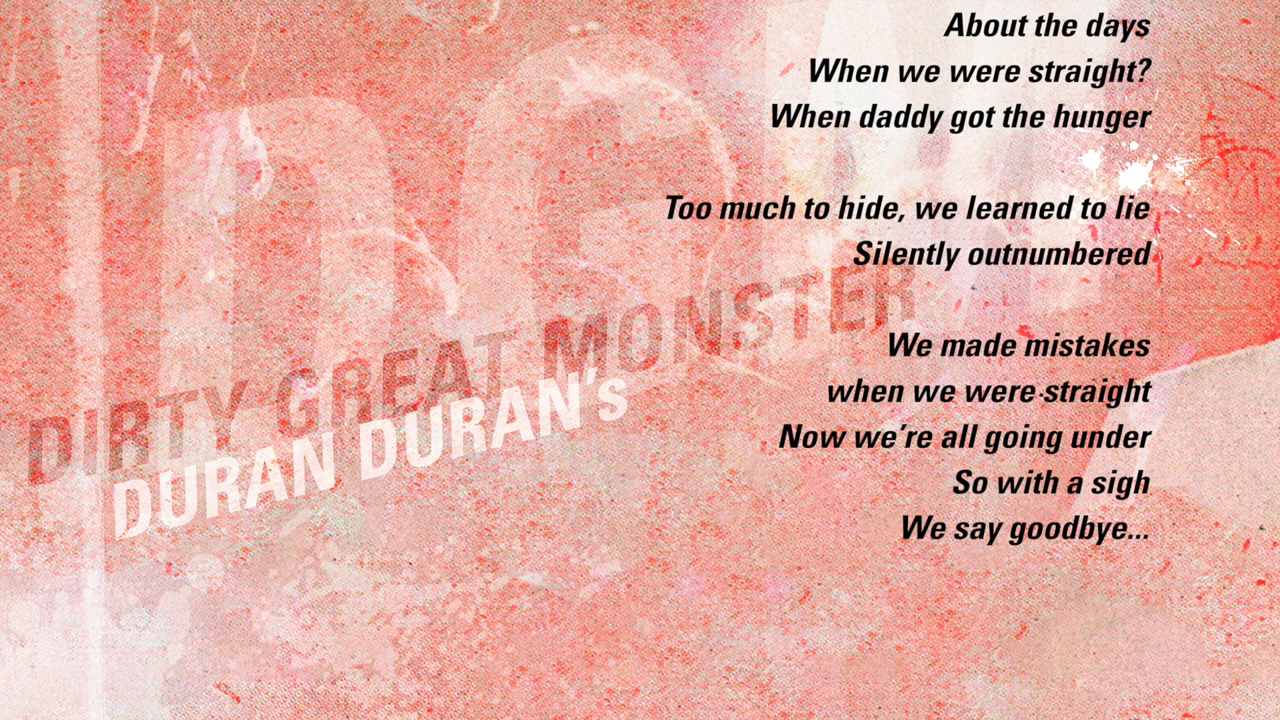 About the days
When we were straight?
When daddy got the hunger
Too much to hide, we learned to lie
Silently outnumbered
We made mistakes
when we were straight
Now we're all going under
So with a sigh
We say goodbye...
DIRTY GREAT MONSTER
DURAN DURAN's